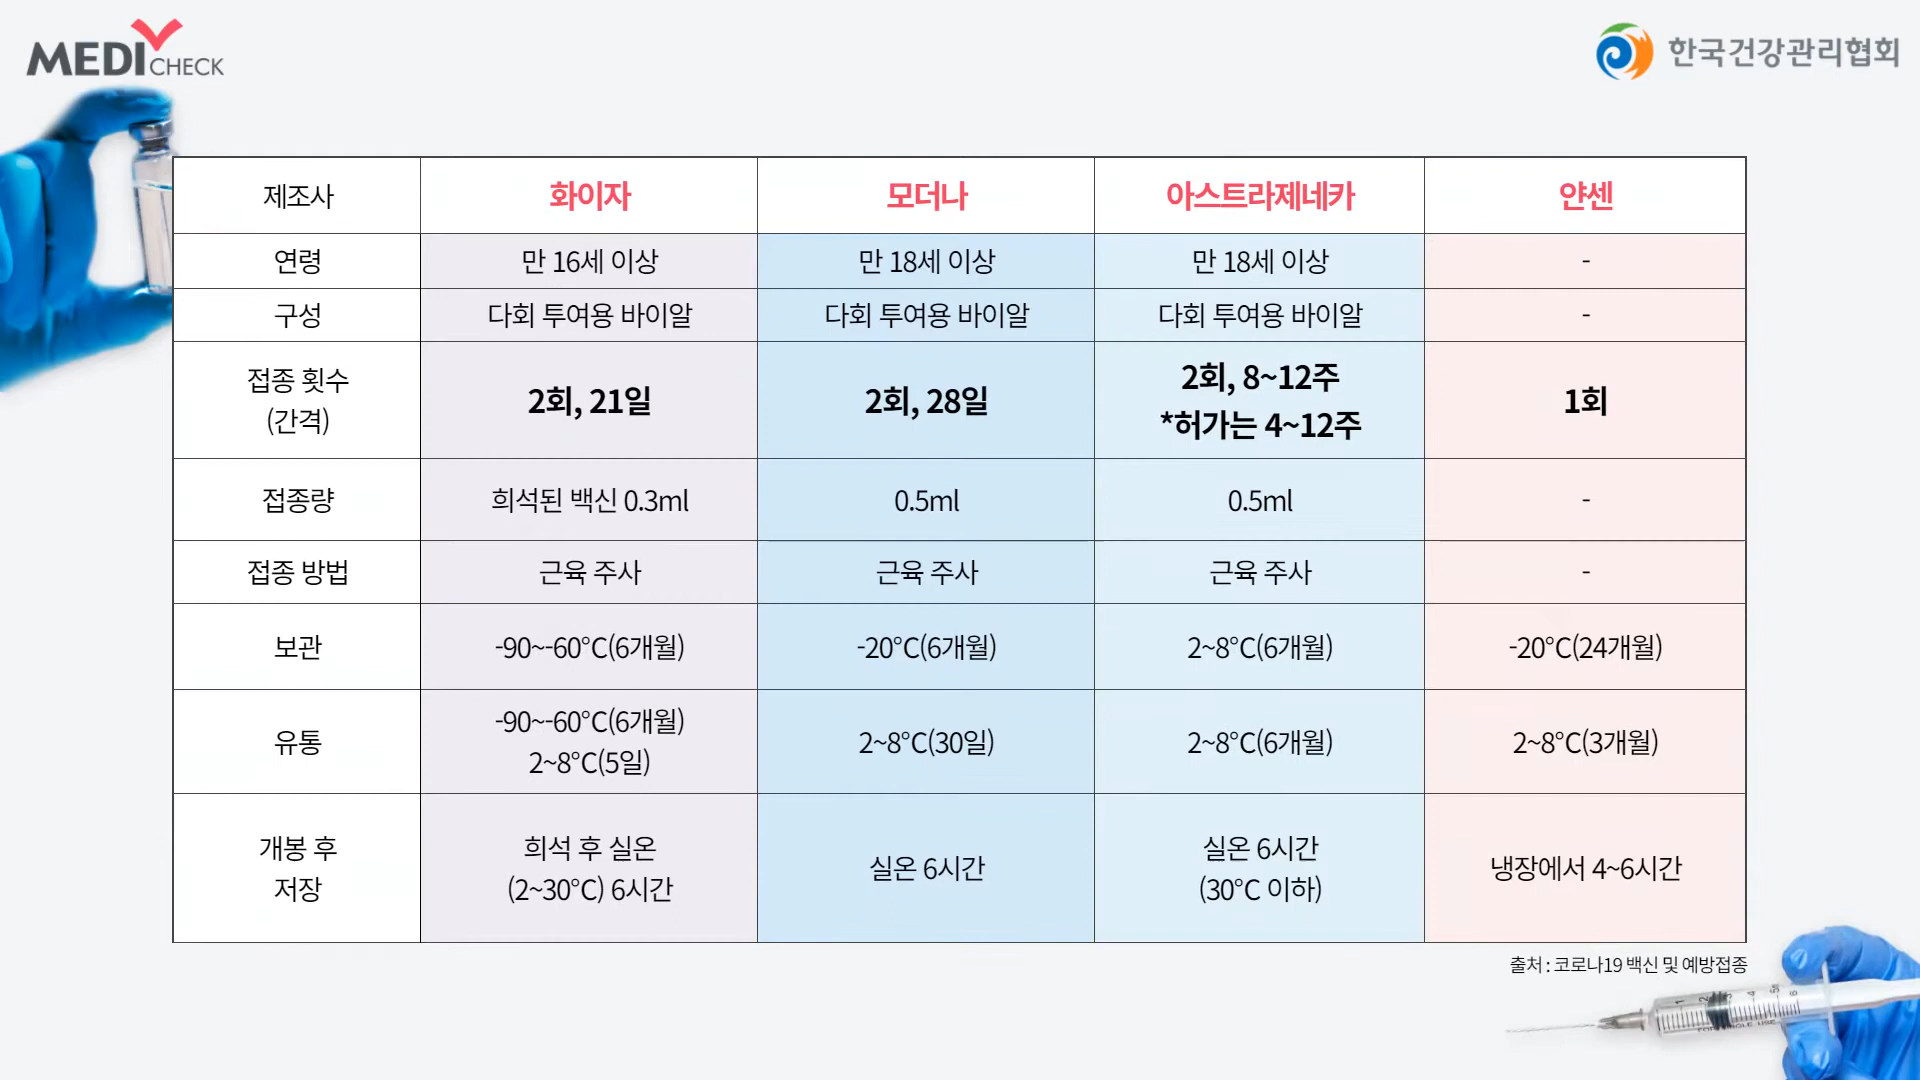 MEDI CHECK
한국건강관리협회
제조사 화이자 모더나 아스트라제네카 얀센
연령 만 16세 이상 만 18세 이상 만 18세 이상 -
구성 다회 투여용 바이알 다회 투여용 바이알 다회 투여용 바이알 -
접종 횟수
(간격)
2회, 21일
2회, 28일
2회, 8~12주
*허가는 4~12주
1회
접종량 희석된 백신 0.3ml 0.5ml 0.5ml -
접종 방법 근육 주사 근육 주사 근육 주사 -
보관 -90~-60°C(6개월) -20°C(6개월) 2~8°C(6개월) -20°C(24개월)
유통
-90~-60°C(6개월)
2~8°C(5일)
2~8°C(30일)
2~8°C(6개월)
2~8°C(3개월)
개봉 후
저장
희석 후 실온
(2~30°C) 6시간
실온 6시간
실온 6시간
(30°C 이하)
냉장에서 4~6시간
출처 : 코로나19 백신 및 예방접종